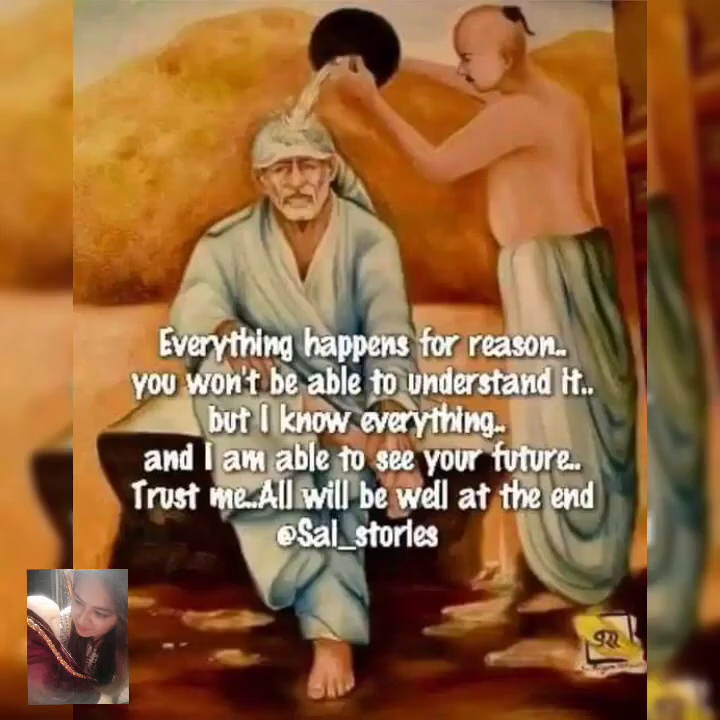 Everything happens for reason..
you won't be able to understand it..
but I know everything..
and I am able to see your future..
Trust me..All will be well at the end
@Sai_stories